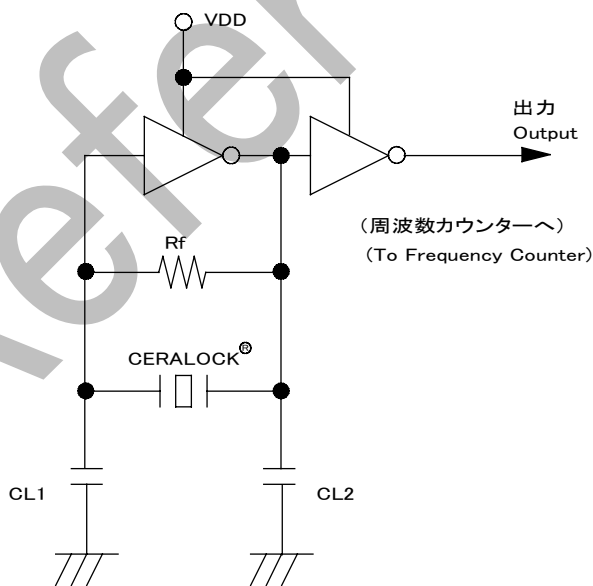 VDD
出力
Output
(周波数カウンターへ)
(To Frequency Counter)
Rf
CERALOCK®
CL1
CL2